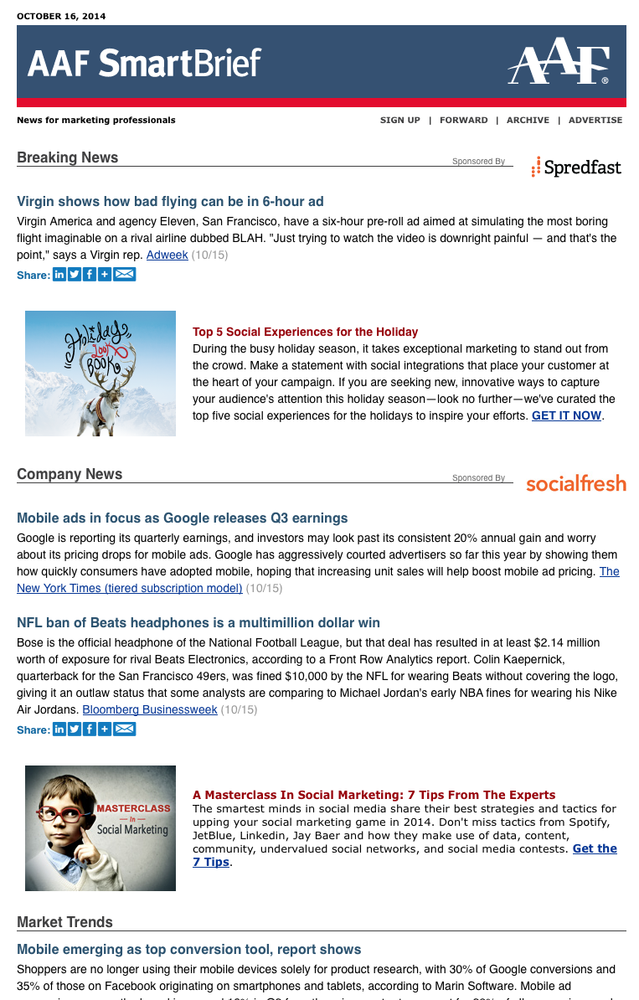 OCTOBER 16, 2014
AAF SmartBrief
AAF®
News for marketing professionals
SIGN UP | FORWARD | ARCHIVE | ADVERTISE
Breaking News
Sponsored By
Spredfast
Virgin shows how bad flying can be in 6-hour ad
Virgin America and agency Eleven, San Francisco, have a six-hour pre-roll ad aimed at simulating the most boring
flight imaginable on a rival airline dubbed BLAH. "Just trying to watch the video is downright painful — and that's the
point," says a Virgin rep. Adweek (10/15)
Share:
Holiday
Look
BOOK
Top 5 Social Experiences for the Holiday
During the busy holiday season, it takes exceptional marketing to stand out from
the crowd. Make a statement with social integrations that place your customer at
the heart of your campaign. If you are seeking new, innovative ways to capture
your audience's attention this holiday season—look no further—we've curated the
top five social experiences for the holidays to inspire your efforts. GET IT NOW.
Company News
Sponsored By
socialfresh
Mobile ads in focus as Google releases Q3 earnings
Google is reporting its quarterly earnings, and investors may look past its consistent 20% annual gain and worry
about its pricing drops for mobile ads. Google has aggressively courted advertisers so far this year by showing them
how quickly consumers have adopted mobile, hoping that increasing unit sales will help boost mobile ad pricing. The
New York Times (tiered subscription model) (10/15)
NFL ban of Beats headphones is a multimillion dollar win
Bose is the official headphone of the National Football League, but that deal has resulted in at least $2.14 million
worth of exposure for rival Beats Electronics, according to a Front Row Analytics report. Colin Kaepernick,
quarterback for the San Francisco 49ers, was fined $10,000 by the NFL for wearing Beats without covering the logo,
giving it an outlaw status that some analysts are comparing to Michael Jordan's early NBA fines for wearing his Nike
Air Jordans. Bloomberg Businessweek (10/15)
Share:
MASTERCLASS
in
Social Marketing
A Masterclass In Social Marketing: 7 Tips From The Experts
The smartest minds in social media share their best strategies and tactics for
upping your social marketing game in 2014. Don't miss tactics from Spotify,
JetBlue, Linkedin, Jay Baer and how they make use of data, content,
community, undervalued social networks, and social media contests. Get the
7 Tips.
Market Trends
Mobile emerging as top conversion tool, report shows
Shoppers are no longer using their mobile devices solely for product research, with 30% of Google conversions and
35% of those on Facebook originating on smartphones and tablets, according to Marin Software. Mobile ad